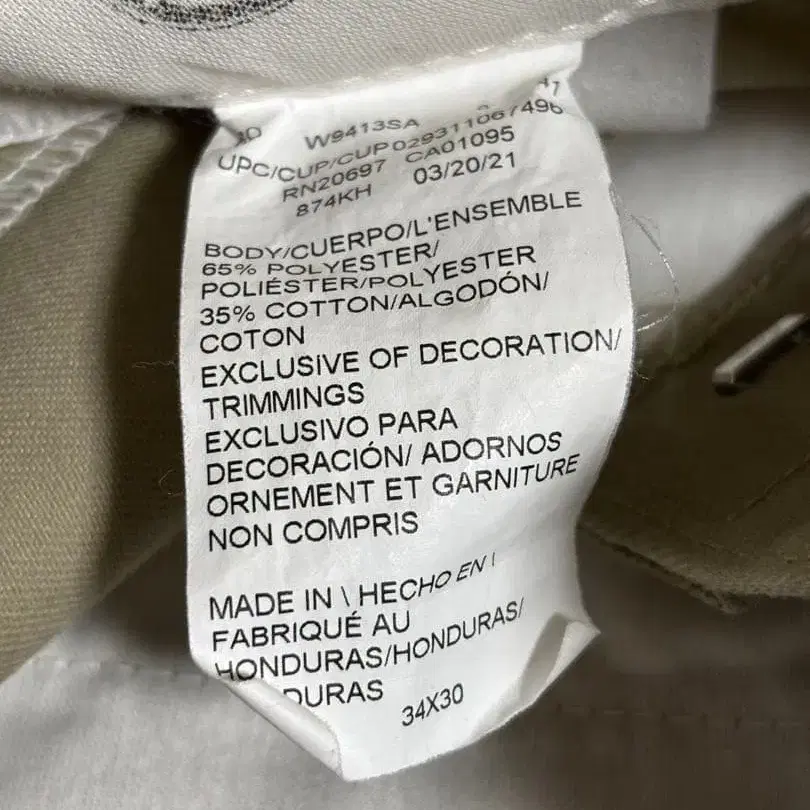 W9413SA
UPC/CUP/CUP029311067496
RN20697 CA01095
874KH 03/20/21
BODY/CUERPO/L'ENSEMBLE
65% POLYESTER/
POLIÉSTER/POLYESTER
35% COTTON/ALGODÓN/
COTON
EXCLUSIVE OF DECORATION/
TRIMMINGS
EXCLUSIVO PARA
DECORACIÓN/ ADORNOS
ORNEMENT ET GARNITURE
NON COMPRIS
MADE IN \ HECHO EN \
FABRIQUÉ AU
HONDURAS/HONDURAS/
DURAS
34X30